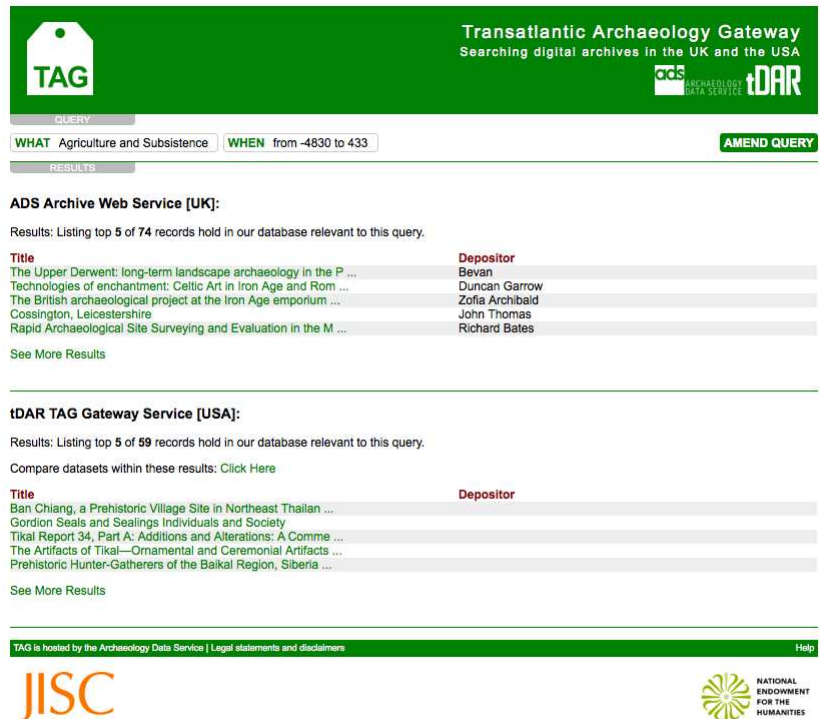 TAG
Transatlantic Archaeology Gateway
Searching digital archives in the UK and the USA
ads ARCHAEOLOGY DATA SERVICE tDAR
QUERY
WHAT Agriculture and Subsistence WHEN from -4830 to 433 AMEND QUERY
RESULTS
ADS Archive Web Service [UK]:
Results: Listing top 5 of 74 records hold in our database relevant to this query.
Title Depositor
The Upper Derwent: long-term landscape archaeology in the P ... Bevan
Technologies of enchantment: Celtic Art in Iron Age and Rom ... Duncan Garrow
The British archaeological project at the Iron Age emporium ... Zofia Archibald
Cossington, Leicestershire John Thomas
Rapid Archaeological Site Surveying and Evaluation in the M ... Richard Bates
See More Results
tDAR TAG Gateway Service [USA]:
Results: Listing top 5 of 59 records hold in our database relevant to this query.
Compare datasets within these results: Click Here
Title Depositor
Ban Chiang, a Prehistoric Village Site in Northeast Thailan ...
Gordion Seals and Sealings Individuals and Society
Tikal Report 34, Part A: Additions and Alterations: A Comme ...
The Artifacts of Tikal—Ornamental and Ceremonial Artifacts ...
Prehistoric Hunter-Gatherers of the Baikal Region, Siberia ...
See More Results
TAG is hosted by the Archaeology Data Service | Legal statements and disclaimers Help
JISC
NATIONAL
ENDOWMENT
FOR THE
HUMANITIES